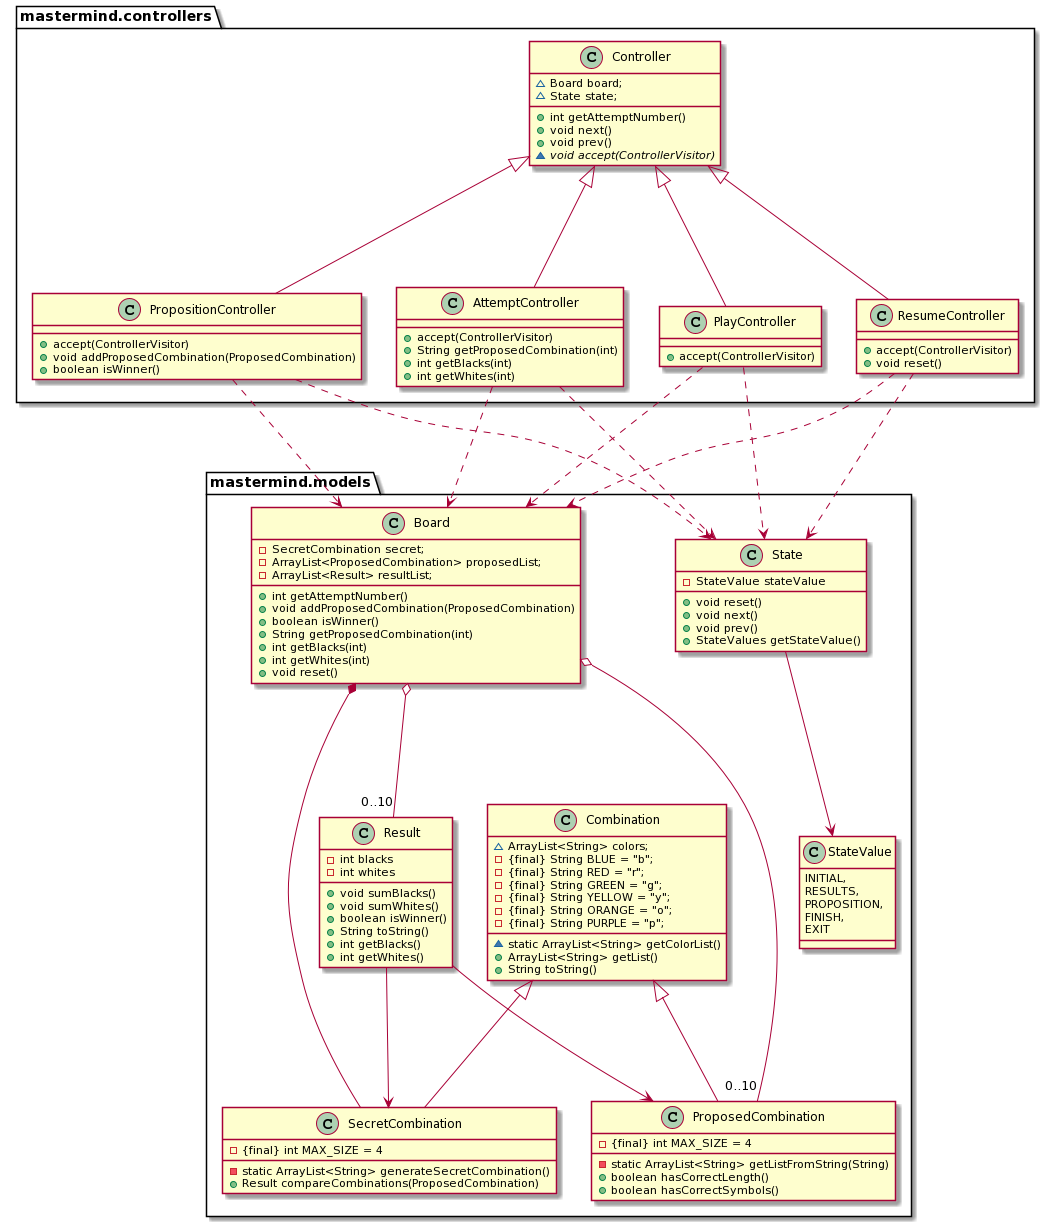 mastermind.controllers
C Controller
Board board;
State state;
int getAttemptNumber()
void next()
void prev()
void accept(ControllerVisitor)
C PropositionController
accept(ControllerVisitor)
void addProposedCombination(ProposedCombination)
boolean isWinner()
C AttemptController
accept(ControllerVisitor)
String getProposedCombination(int)
int getBlacks(int)
int getWhites(int)
C PlayController
accept(ControllerVisitor)
C ResumeController
accept(ControllerVisitor)
void reset()
mastermind.models
C Board
SecretCombination secret;
ArrayList<ProposedCombination> proposedList;
ArrayList<Result> resultList;
int getAttemptNumber()
void addProposedCombination(ProposedCombination)
boolean isWinner()
String getProposedCombination(int)
int getBlacks(int)
int getWhites(int)
void reset()
C State
StateValue stateValue
void reset()
void next()
void prev()
StateValues getStateValue()
0..10
C Result
int blacks
int whites
void sumBlacks()
void sumWhites()
boolean isWinner()
String toString()
int getBlacks()
int getWhites()
C Combination
ArrayList<String> colors;
{final} String BLUE = "b";
{final} String RED = "r";
{final} String GREEN = "g";
{final} String YELLOW = "y";
{final} String ORANGE = "o";
{final} String PURPLE = "p";
static ArrayList<String> getColorList()
ArrayList<String> getList()
String toString()
C StateValue
INITIAL,
RESULTS,
PROPOSITION,
FINISH,
EXIT
0..10
C SecretCombination
{final} int MAX_SIZE = 4
static ArrayList<String> generateSecretCombination()
Result compareCombinations(ProposedCombination)
C ProposedCombination
{final} int MAX_SIZE = 4
static ArrayList<String> getListFromString(String)
boolean hasCorrectLength()
boolean hasCorrectSymbols()